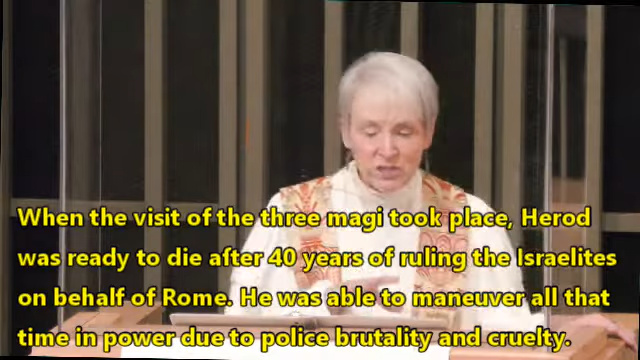 When the visit of the three magi took place, Herod
was ready to die after 40 years of ruling the Israelites
on behalf of Rome. He was able to maneuver all that
time in power due to police brutality and cruelty.